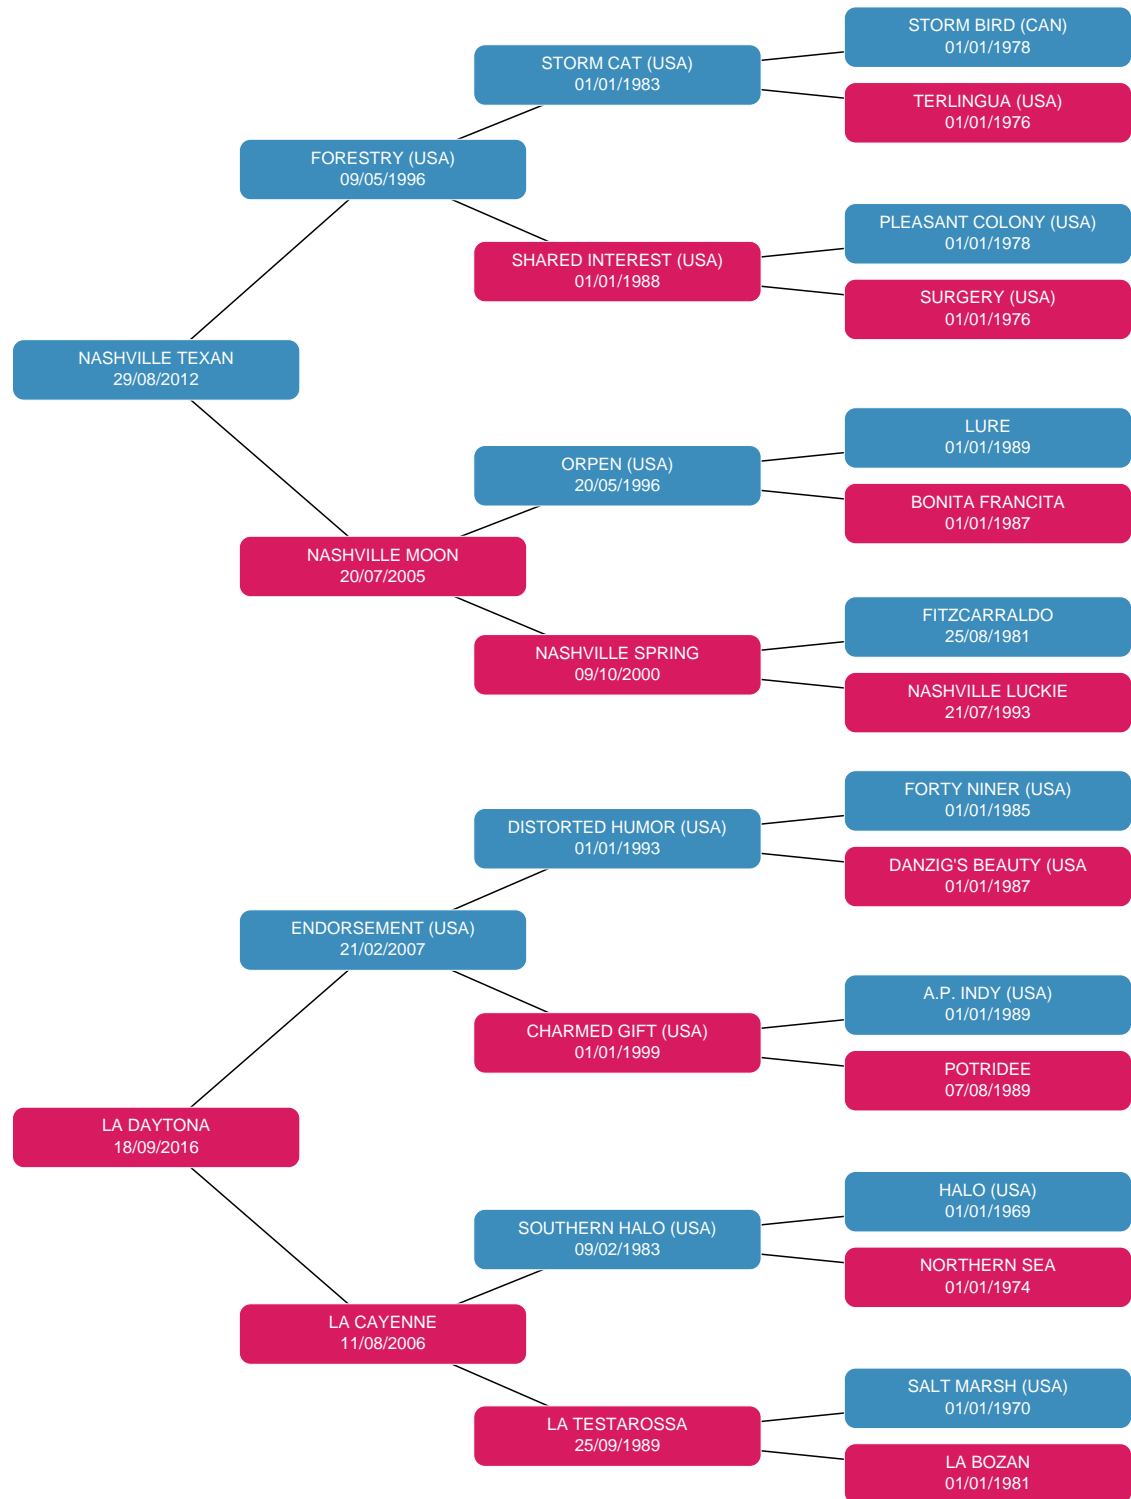 STORM BIRD (CAN)
01/01/1978
STORM CAT (USA)
01/01/1983
TERLINGUA (USA)
01/01/1976
FORESTRY (USA)
09/05/1996
PLEASANT COLONY (USA)
01/01/1978
SHARED INTEREST (USA)
01/01/1988
SURGERY (USA)
01/01/1976
NASHVILLE TEXAN
29/08/2012
LURE
01/01/1989
ORPEN (USA)
20/05/1996
BONITA FRANCITA
01/01/1987
NASHVILLE MOON
20/07/2005
FITZCARRALDO
25/08/1981
NASHVILLE SPRING
09/10/2000
NASHVILLE LUCKIE
21/07/1993
FORTY NINER (USA)
01/01/1985
DISTORTED HUMOR (USA)
01/01/1993
DANZIG'S BEAUTY (USA
01/01/1987
ENDORSEMENT (USA)
21/02/2007
A.P. INDY (USA)
01/01/1989
CHARMED GIFT (USA)
01/01/1999
POTRIDEE
07/08/1989
LA DAYTONA
18/09/2016
HALO (USA)
01/01/1969
SOUTHERN HALO (USA)
09/02/1983
NORTHERN SEA
01/01/1974
LA CAYENNE
11/08/2006
SALT MARSH (USA)
01/01/1970
LA TESTAROSSA
25/09/1989
LA BOZAN
01/01/1981